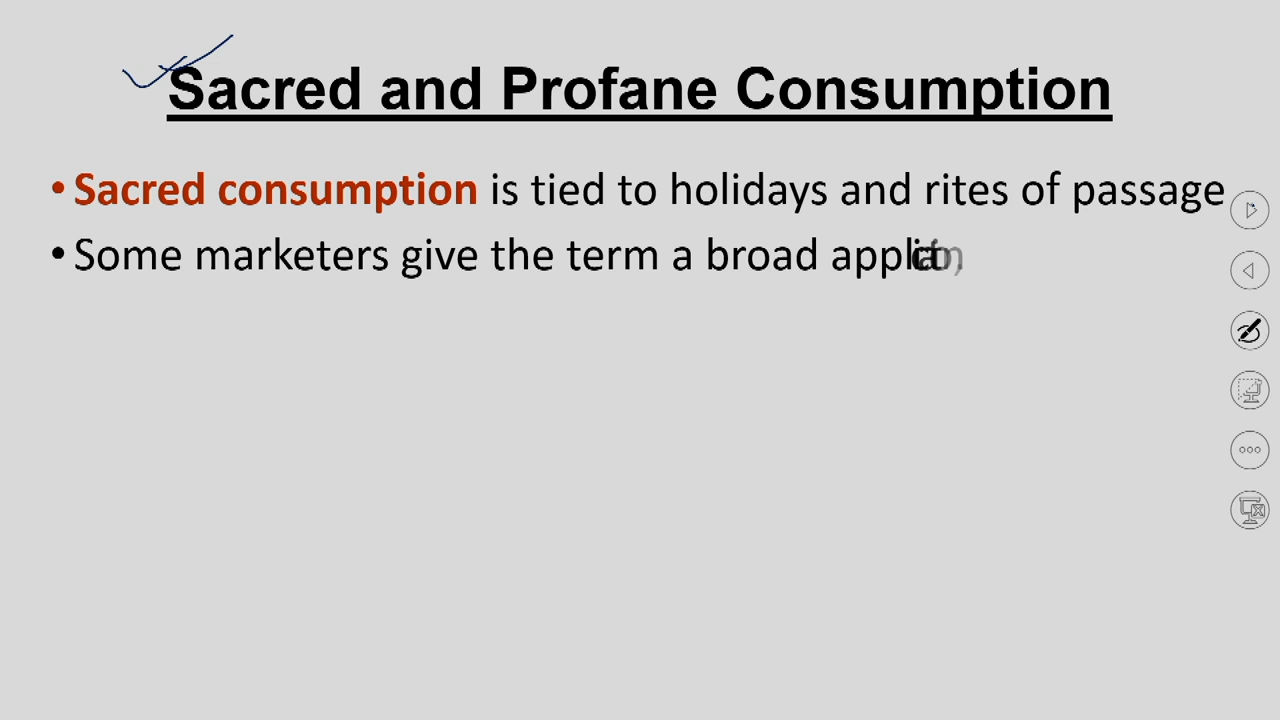 Sacred and Profane Consumption
• Sacred consumption is tied to holidays and rites of passage
• Some marketers give the term a broad